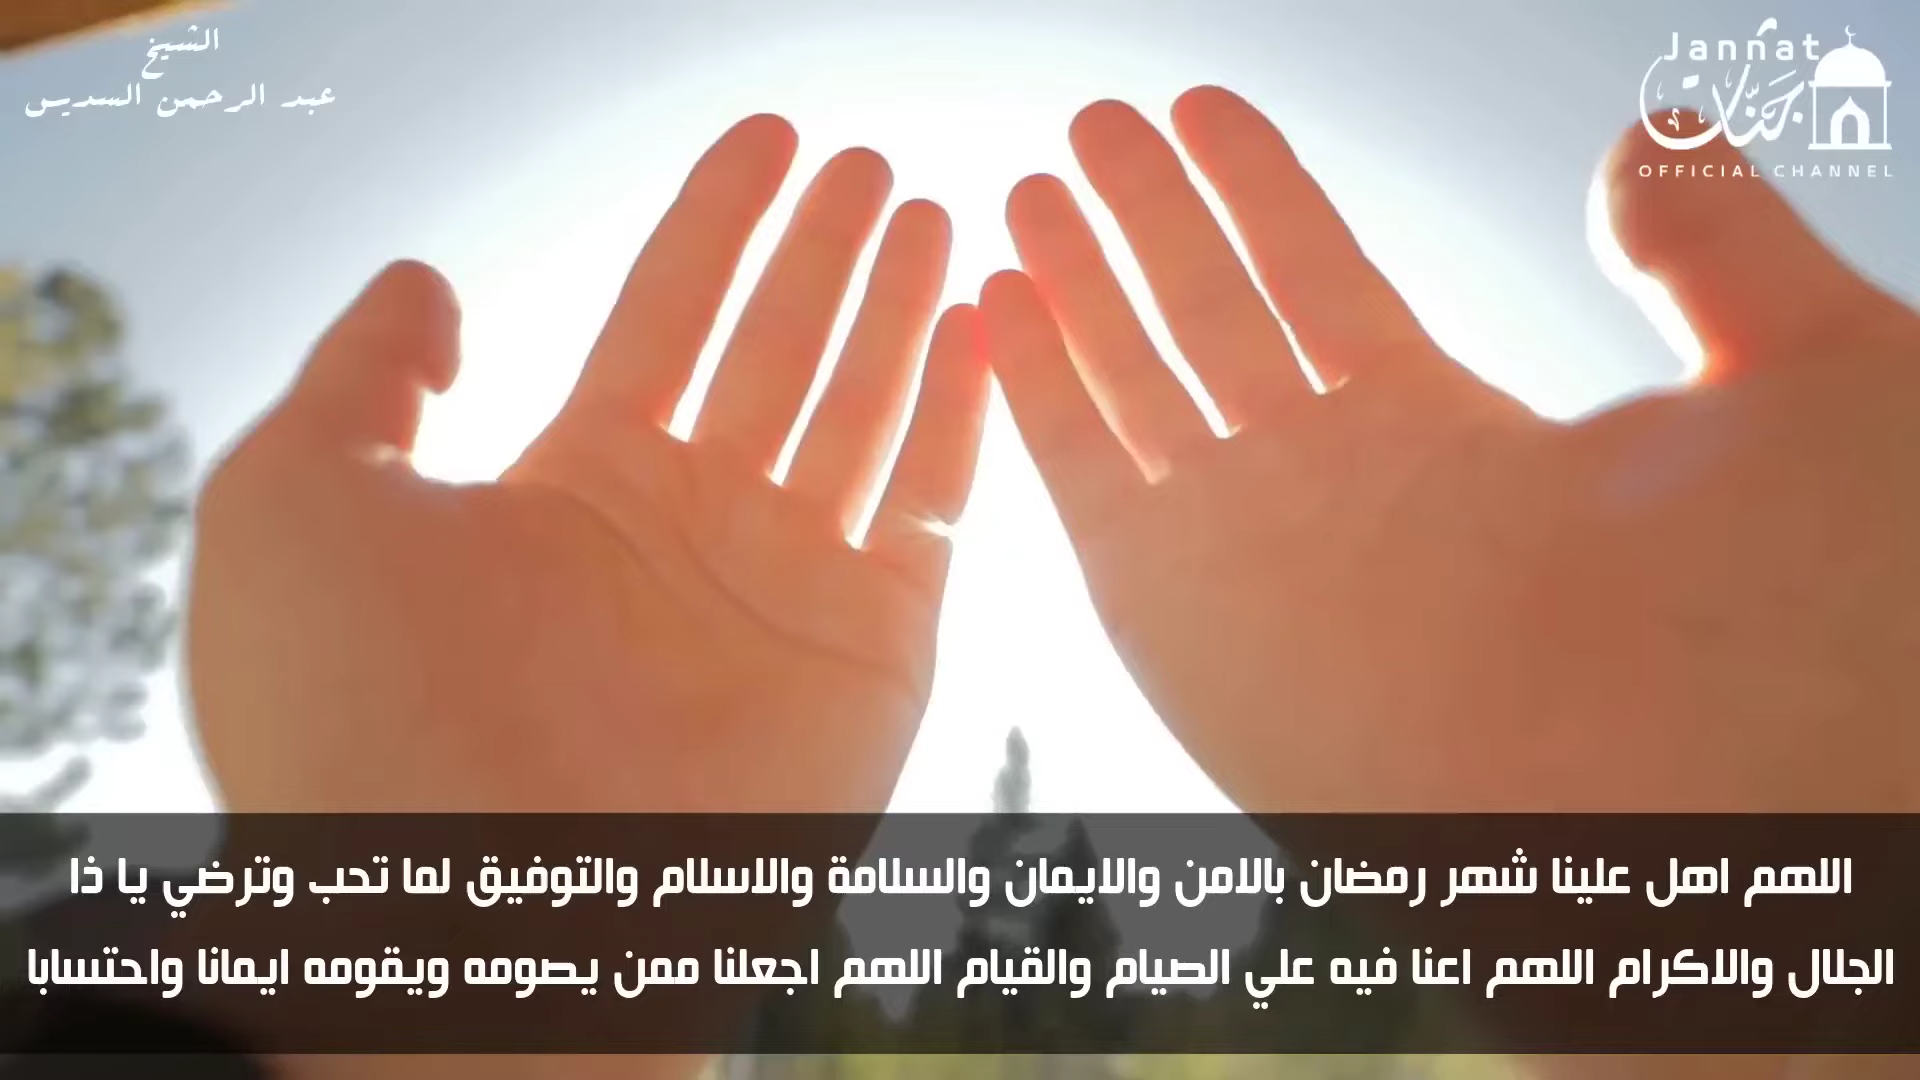 الشيخ
عبد الرحمن السديس
Jannat
جنات
OFFICIAL CHANNEL
اللهم اهل علينا شهر رمضان بالامن والايمان والسلامة والاسلام والتوفيق لما تحب وترضي يا ذا
الجلال والاكرام اللهم اعنا فيه علي الصيام والقيام اللهم اجعلنا ممن يصومه ويقومه ايمانا واحتسابا